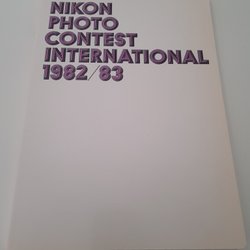 NIKON
PHOTO
CONTEST
INTERNATIONAL
1982/83